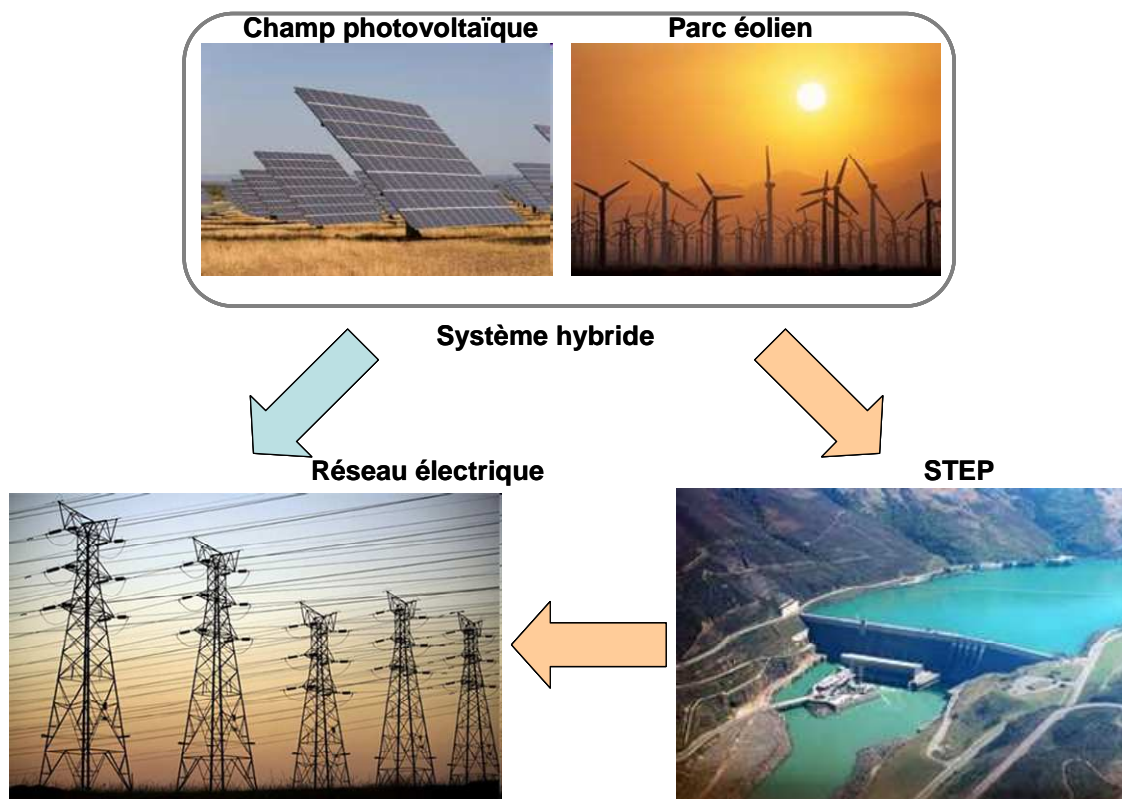 Champ photovoltaïque
Parc éolien
Système hybride
Réseau électrique
STEP